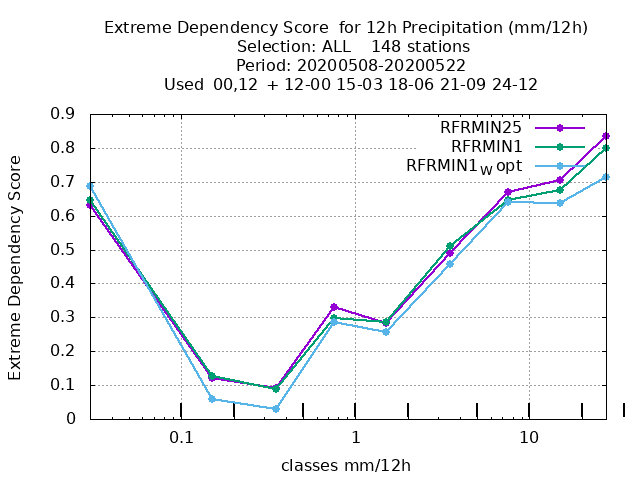 Extreme Dependency Score  for 12h Precipitation (mm/12h)
Selection: ALL    148 stations
Period: 20200508-20200522
Used  00,12  + 12-00 15-03 18-06 21-09 24-12
RFRMIN25
RFRMIN1
RFRMIN1W opt
0.9
0.8
0.7
0.6
0.5
0.4
0.3
0.2
0.1
0
Extreme Dependency Score
0.1 1 10
classes mm/12h